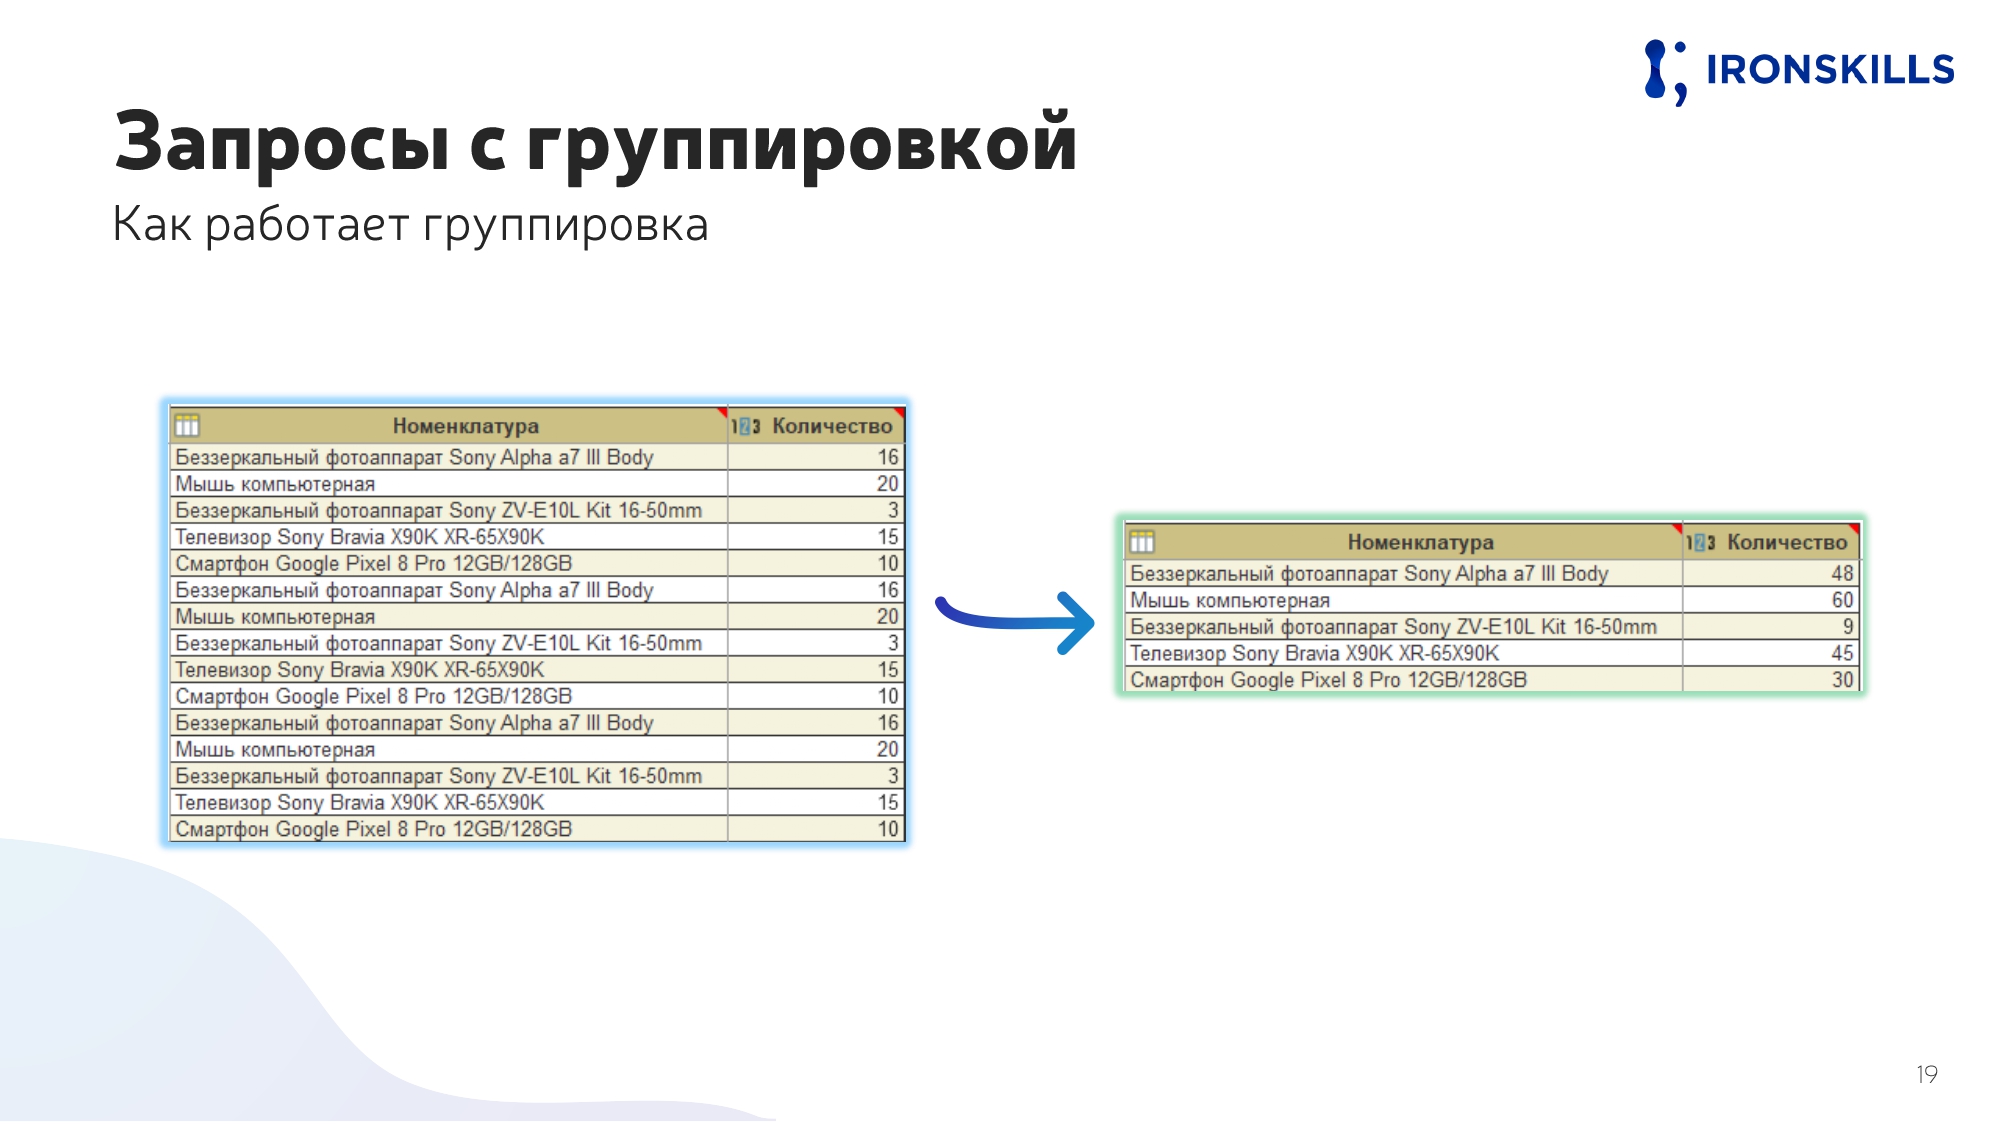 IRONSKILLS
Запросы с группировкой
Как работает группировка
Номенклатура 123 Количество
Беззеркальный фотоаппарат Sony Alpha a7 III Body 16
Мышь компьютерная 20
Беззеркальный фотоаппарат Sony ZV-E10L Kit 16-50mm 3
Телевизор Sony Bravia X90K XR-65X90K 15
Смартфон Google Pixel 8 Pro 12GB/128GB 10
Беззеркальный фотоаппарат Sony Alpha a7 III Body 16
Мышь компьютерная 20
Беззеркальный фотоаппарат Sony ZV-E10L Kit 16-50mm 3
Телевизор Sony Bravia X90K XR-65X90K 15
Смартфон Google Pixel 8 Pro 12GB/128GB 10
Беззеркальный фотоаппарат Sony Alpha a7 III Body 16
Мышь компьютерная 20
Беззеркальный фотоаппарат Sony ZV-E10L Kit 16-50mm 3
Телевизор Sony Bravia X90K XR-65X90K 15
Смартфон Google Pixel 8 Pro 12GB/128GB 10
Номенклатура 123 Количество
Беззеркальный фотоаппарат Sony Alpha a7 III Body 48
Мышь компьютерная 60
Беззеркальный фотоаппарат Sony ZV-E10L Kit 16-50mm 9
Телевизор Sony Bravia X90K XR-65X90K 45
Смартфон Google Pixel 8 Pro 12GB/128GB 30
19